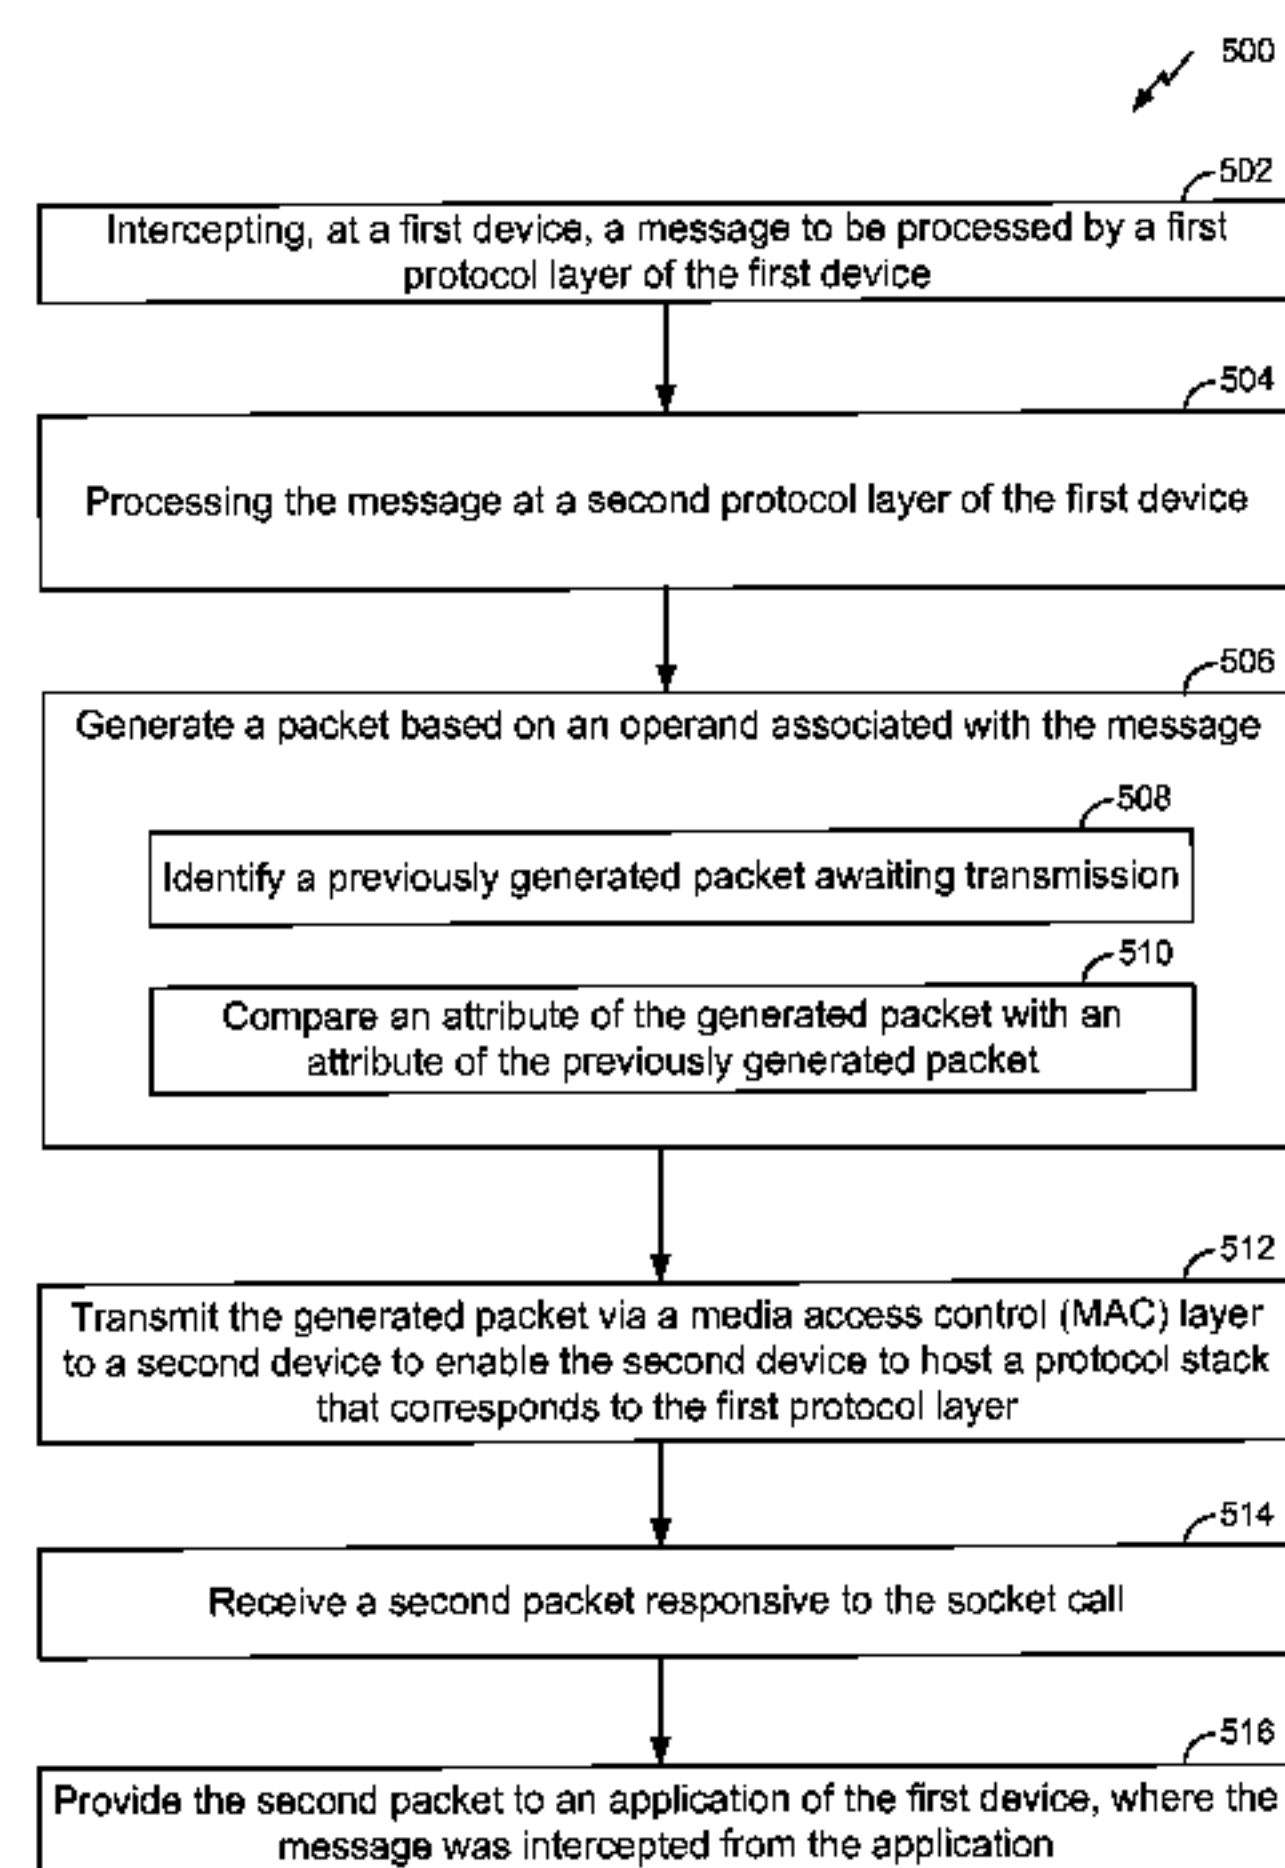 500
502
Intercepting, at a first device, a message to be processed by a first
protocol layer of the first device
504
Processing the message at a second protocol layer of the first device
506
Generate a packet based on an operand associated with the message
508
Identify a previously generated packet awaiting transmission
510
Compare an attribute of the generated packet with an
attribute of the previously generated packet
512
Transmit the generated packet via a media access control (MAC) layer
to a second device to enable the second device to host a protocol stack
that corresponds to the first protocol layer
514
Receive a second packet responsive to the socket call
516
Provide the second packet to an application of the first device, where the
message was intercepted from the application